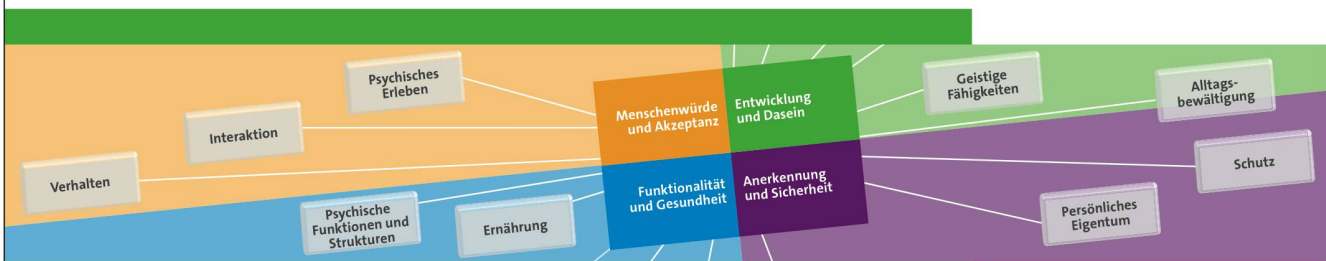 Psychisches
Erleben
Interaktion
Verhalten
Menschenwürde
und Akzeptanz
Entwicklung
und Dasein
Geistige
Fähigkeiten
Alltags-
bewältigung
Psychische
Funktionen und
Strukturen
Ernährung
Funktionalität
und Gesundheit
Anerkennung
und Sicherheit
Schutz
Persönliches
Eigentum